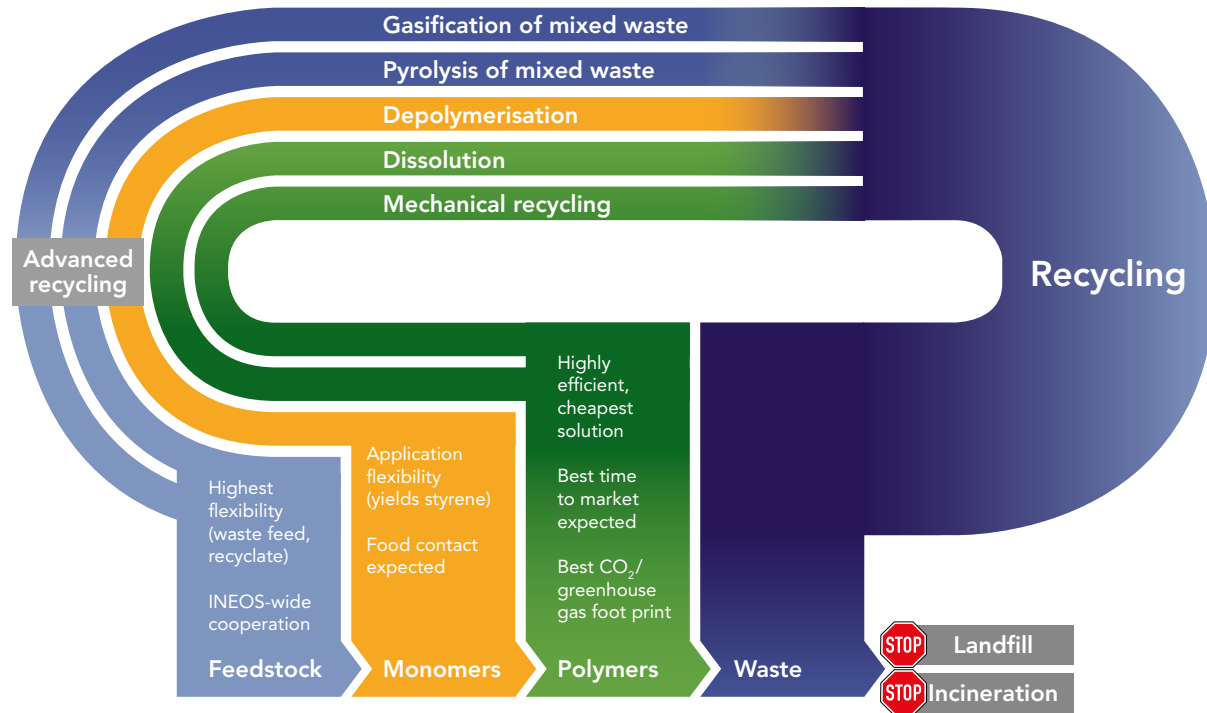 Gasification of mixed waste
Pyrolysis of mixed waste
Depolymerisation
Dissolution
Mechanical recycling
Advanced
recycling
Recycling
Highest
flexibility
(waste feed,
recyclate)
INEOS-wide
cooperation
Feedstock
Application
flexibility
(yields styrene)
Food contact
expected
Monomers
Highly
efficient,
cheapest
solution
Best time
to market
expected
Best CO₂/
greenhouse
gas foot print
Polymers
Waste
STOP Landfill
STOP Incineration